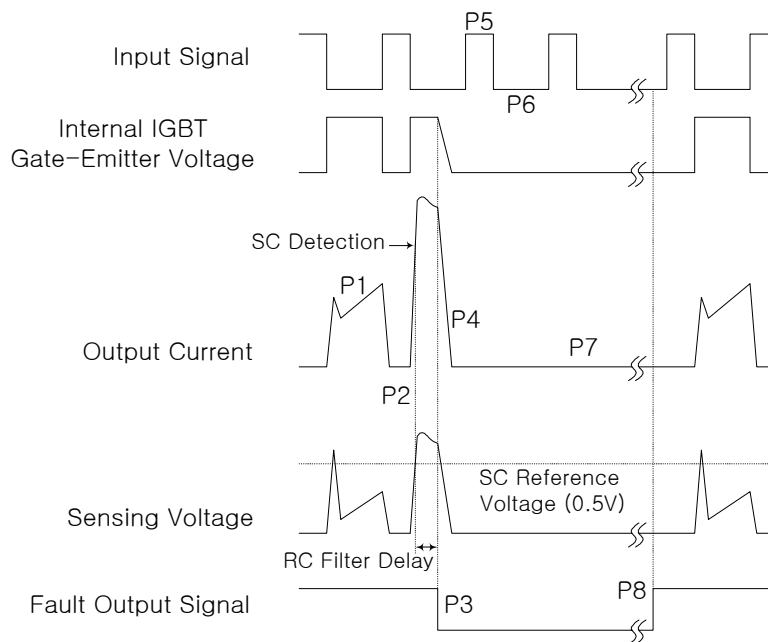 P5
Input Signal
P6
Internal IGBT
Gate-Emitter Voltage
SC Detection
P1
P4
Output Current
P7
P2
SC Reference
Voltage (0.5V)
Sensing Voltage
RC Filter Delay
Fault Output Signal
P3
P8